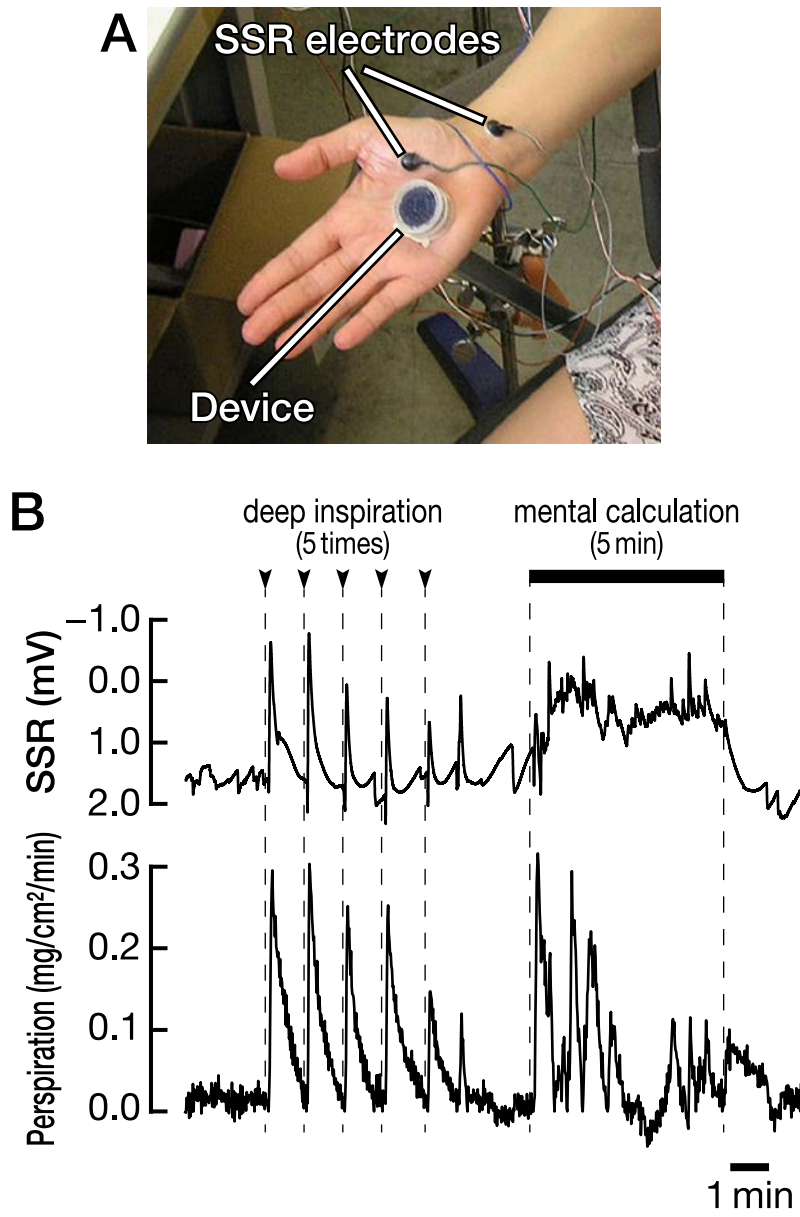 A
SSR electrodes
Device
B
deep inspiration
(5 times)
mental calculation
(5 min)
SSR (mV)
−1.0
0.0
1.0
2.0
Perspiration (mg/cm²/min)
0.3
0.2
0.1
0.0
1 min